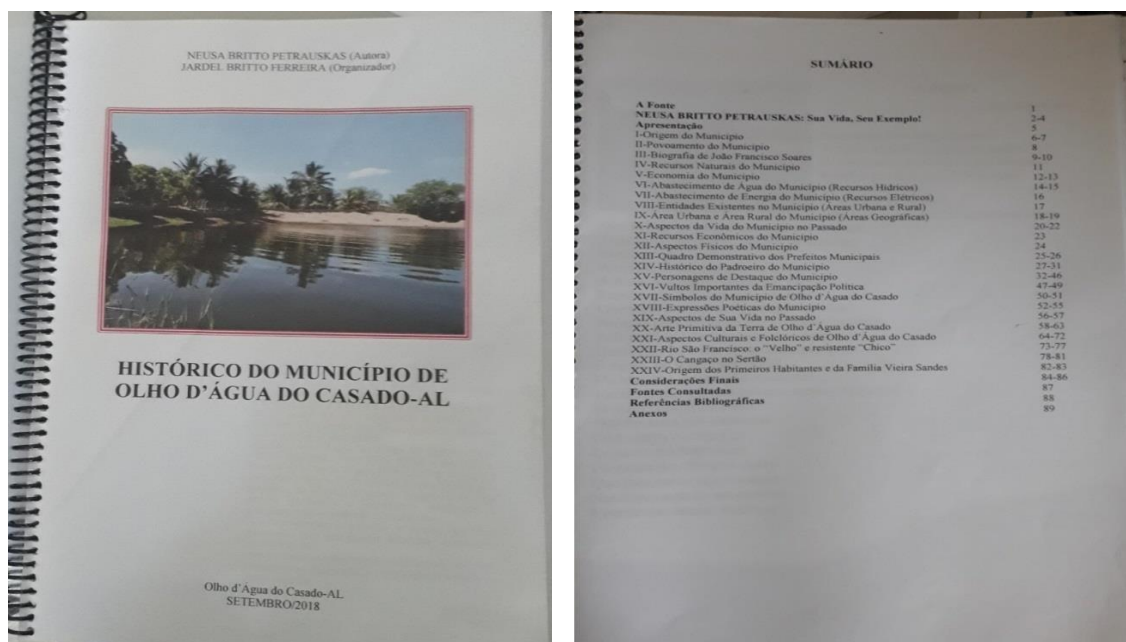 NEUSA BRITTO PETRAUSKAS (Autora)
JARDEL BRITTO FERREIRA (Organizador)
HISTÓRICO DO MUNICÍPIO DE
OLHO D'ÁGUA DO CASADO-AL
Olho d'Água do Casado-AL
SETEMBRO/2018
SUMÁRIO
A Fonte 1
NEUSA BRITTO PETRAUSKAS: Sua Vida, Seu Exemplo! 2-4
Apresentação 5
I-Origem do Município 6-7
II-Povoamento do Município 8
III-Biografia de João Francisco Soares 9-10
IV-Recursos Naturais do Município 11
V-Economia do Município 12-13
VI-Abastecimento de Água do Município (Recursos Hídricos) 14-15
VII-Abastecimento de Energia do Município (Recursos Elétricos) 16
VIII-Entidades Existentes no Município (Áreas Urbana e Rural) 17
IX-Área Urbana e Área Rural do Município (Áreas Geográficas) 18-19
X-Aspectos da Vida do Município no Passado 20-22
XI-Recursos Econômicos do Município 23
XII-Aspectos Físicos do Município 24
XIII-Quadro Demonstrativo dos Prefeitos Municipais 25-26
XIV-Histórico do Padroeiro do Município 27-31
XV-Personagens de Destaque do Município 32-46
XVI-Vultos Importantes da Emancipação Política 47-49
XVII-Símbolos do Município de Olho d'Água do Casado 50-51
XVIII-Expressões Poéticas do Município 52-55
XIX-Aspectos de Sua Vida no Passado 56-57
XX-Arte Primitiva da Terra de Olho d'Água do Casado 58-63
XXI-Aspectos Culturais e Folclóricos de Olho d'Água do Casado 64-72
XXII-Rio São Francisco: o "Velho" e resistente "Chico" 73-77
XXIII-O Cangaço no Sertão 78-81
XXIV-Origem dos Primeiros Habitantes e da Família Vieira Sandes 82-83
Considerações Finais 84-86
Fontes Consultadas 87
Referências Bibliográficas 88
Anexos 89